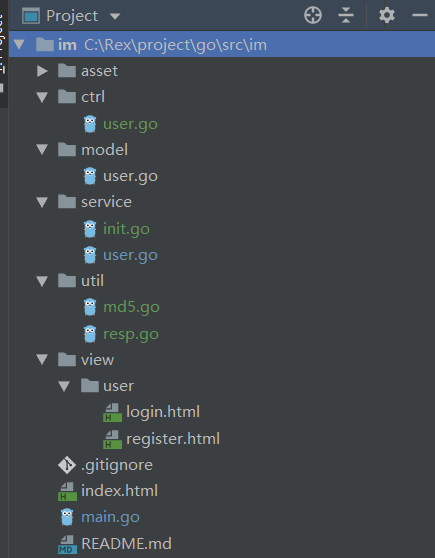 Project
im C:\Rex\project\go\src\im
asset
ctrl
user.go
model
user.go
service
init.go
user.go
util
md5.go
resp.go
view
user
login.html
register.html
.gitignore
index.html
main.go
README.md